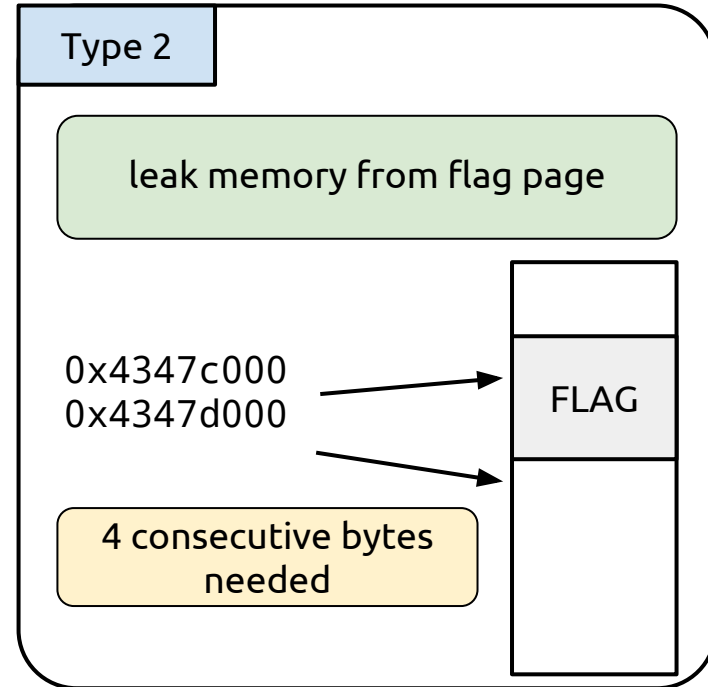 Type 2
leak memory from flag page
0x4347c000
0x4347d000
FLAG
4 consecutive bytes
needed